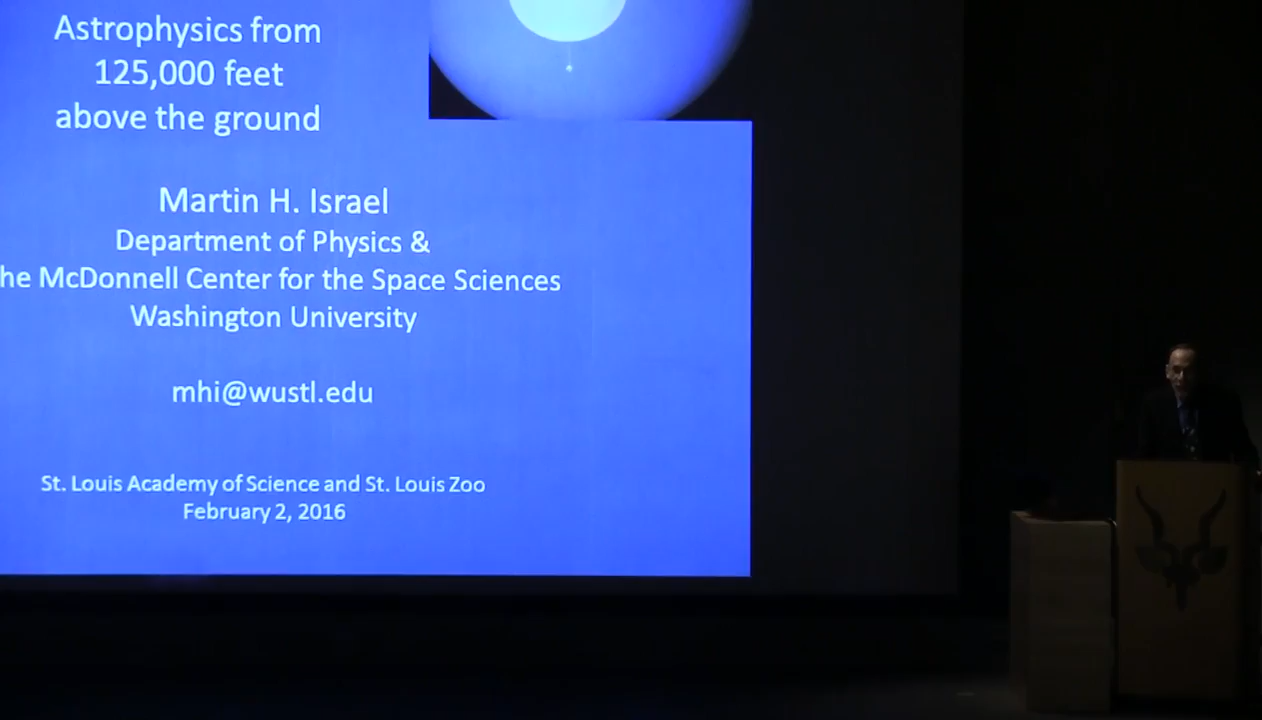 Astrophysics from
125,000 feet
above the ground
Martin H. Israel
Department of Physics &
he McDonnell Center for the Space Sciences
Washington University
mhi@wustl.edu
St. Louis Academy of Science and St. Louis Zoo
February 2, 2016